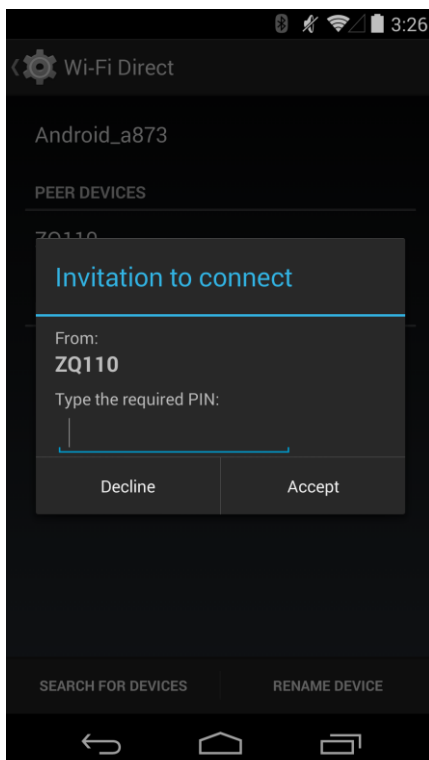 3:26
Wi-Fi Direct
Android_a873
PEER DEVICES
ZQ110
Invitation to connect
From:
ZQ110
Type the required PIN:
Decline
Accept
SEARCH FOR DEVICES
RENAME DEVICE